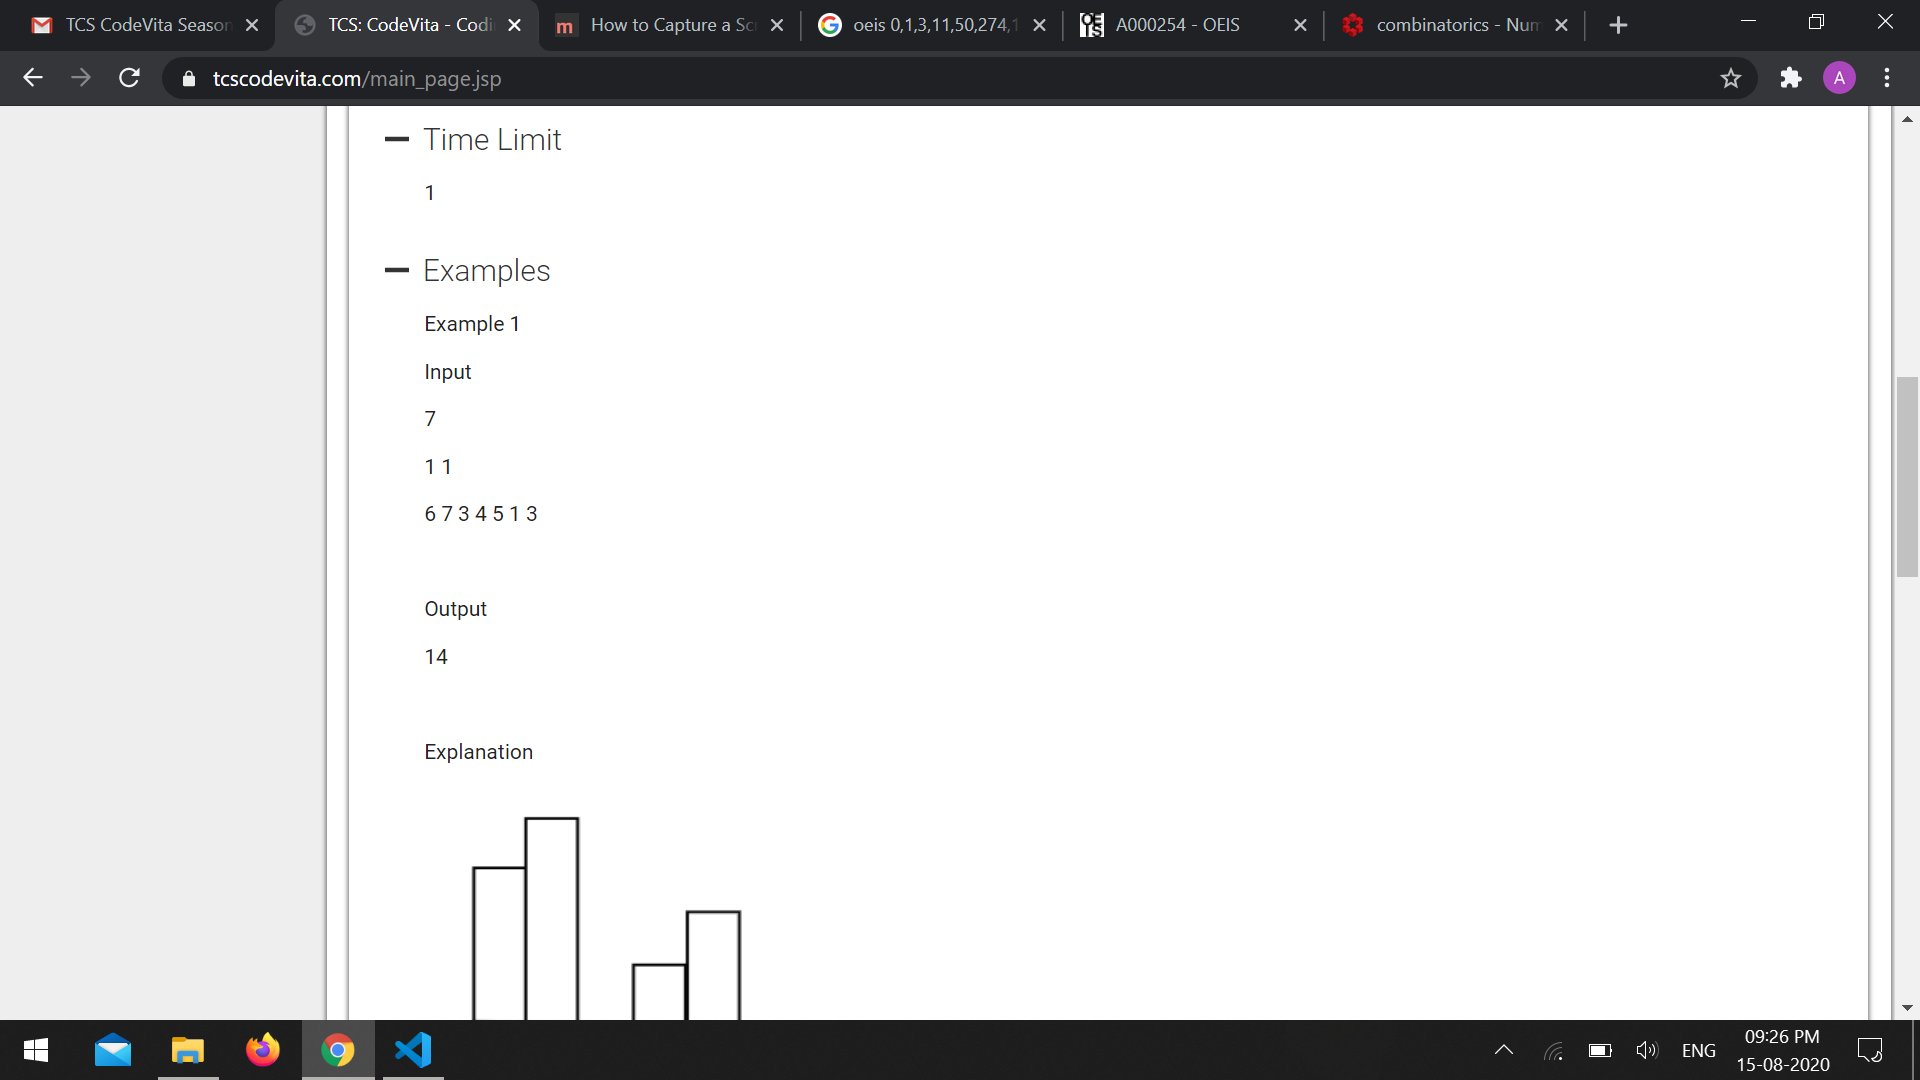 TCS CodeVita Season
TCS: CodeVita - Codi
How to Capture a Sc
oeis 0,1,3,11,50,274,1
A000254 - OEIS
combinatorics - Num
tcscodevita.com/main_page.jsp
A
Time Limit
1
Examples
Example 1
Input
7
1 1
6 7 3 4 5 1 3
Output
14
Explanation
ENG
09:26 PM
15-08-2020